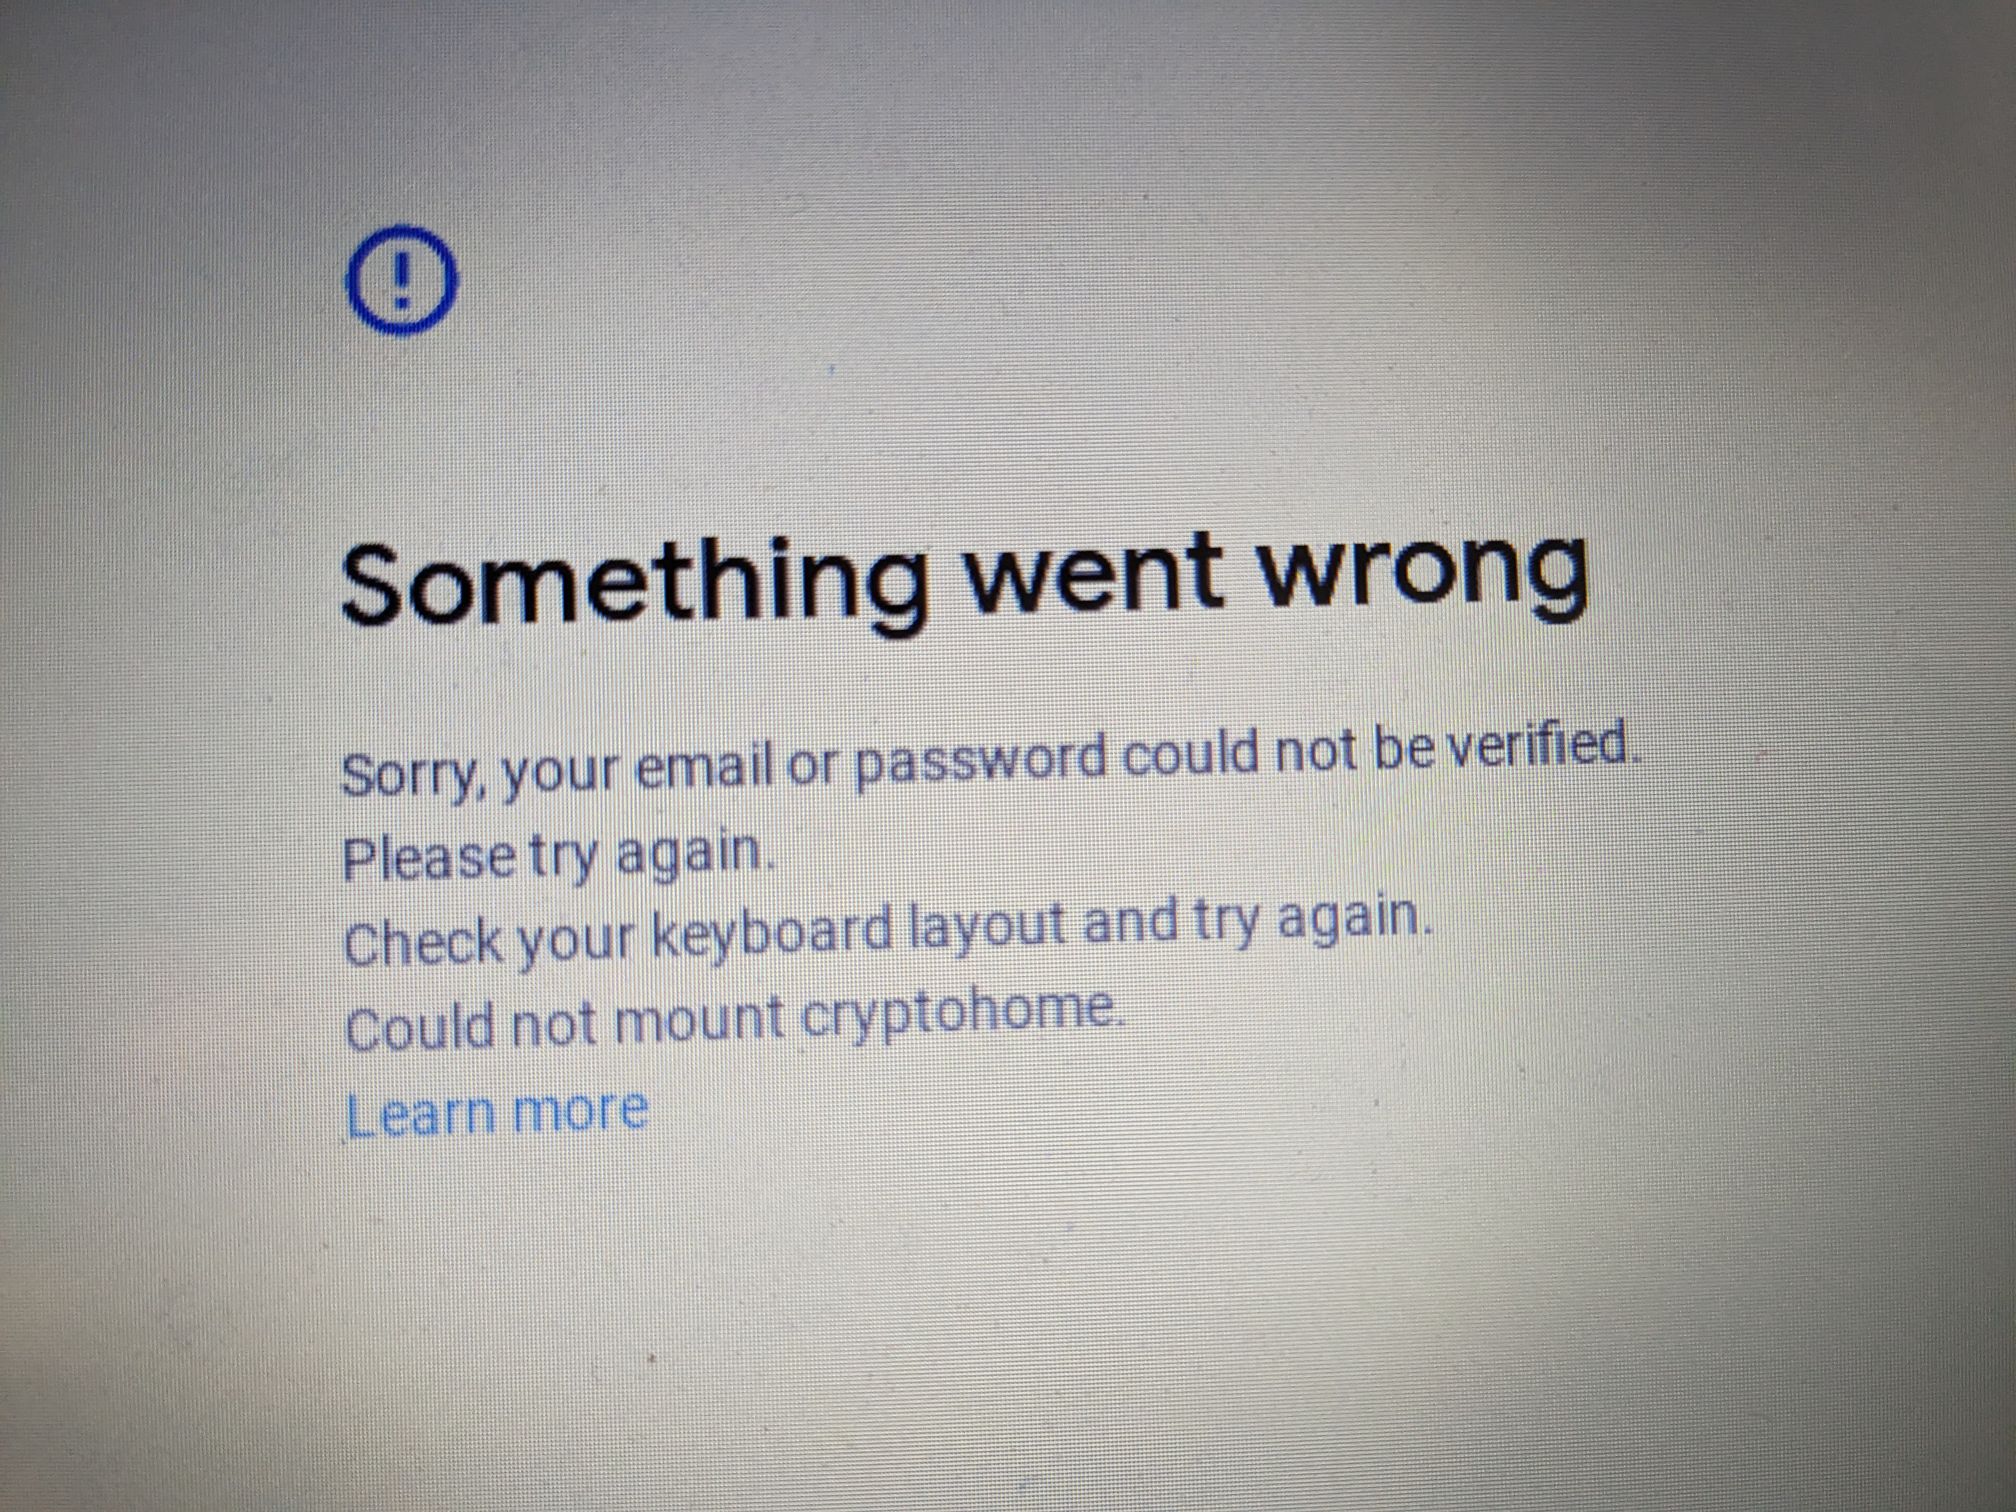 Something went wrong
Sorry, your email or password could not be verified.
Please try again.
Check your keyboard layout and try again.
Could not mount cryptohome.
Learn more